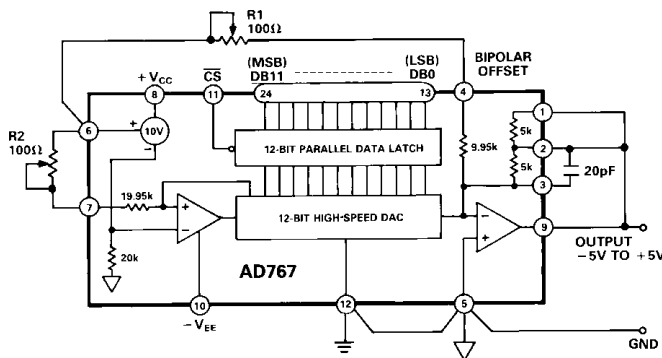 R1
100Ω
(MSB)
DB11
(LSB)
DB0
BIPOLAR
OFFSET
+ VCC
CS
8
11
24
13
4
R2
100Ω
6
+
10V
−
12-BIT PARALLEL DATA LATCH
9.95k
5k
1
2
5k
20pF
3
7
19.95k
+
−
12-BIT HIGH-SPEED DAC
−
+
9
OUTPUT
−5V TO +5V
20k
AD767
10
12
5
−VEE
GND